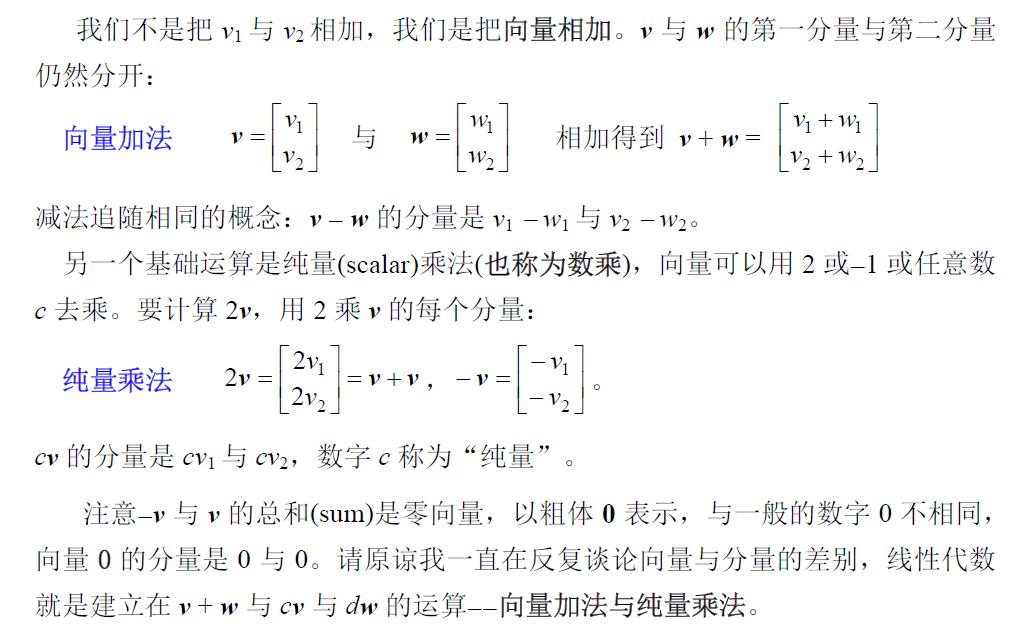 我们不是把 v1 与 v2 相加，我们是把向量相加。v 与 w 的第一分量与第二分量
仍然分开：
向量加法 v = [v1 v2] 与 w = [w1 w2] 相加得到 v + w = [v1 + w1 v2 + w2]
减法追随相同的概念：v – w 的分量是 v1 – w1 与 v2 – w2。
另一个基础运算是纯量(scalar)乘法(也称为数乘)，向量可以用 2 或–1 或任意数
c 去乘。要计算 2v，用 2 乘 v 的每个分量：
纯量乘法 2v = [2v1 2v2] = v + v , – v = [– v1 – v2] 。
cv 的分量是 cv1 与 cv2，数字 c 称为“纯量”。
注意–v 与 v 的总和(sum)是零向量，以粗体 0 表示，与一般的数字 0 不相同，
向量 0 的分量是 0 与 0。请原谅我一直在反复谈论向量与分量的差别，线性代数
就是建立在 v + w 与 cv 与 dw 的运算––向量加法与纯量乘法。